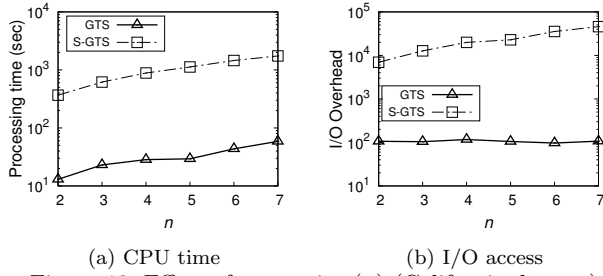 GTS
S-GTS
Processing time (sec)
10^4
10^3
10^2
10^1
2 3 4 5 6 7
n
(a) CPU time
GTS
S-GTS
I/O Overhead
10^5
10^4
10^3
10^2
10^1
10^0
2 3 4 5 6 7
n
(b) I/O access